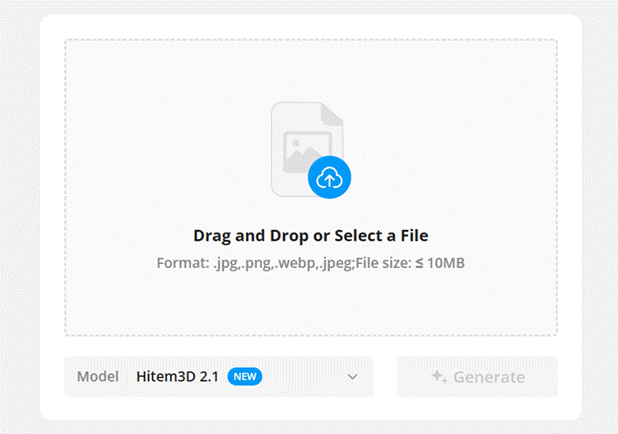 Drag and Drop or Select a File
Format: .jpg,.png,.webp,.jpeg;File size: ≤ 10MB
Model Hitem3D 2.1 NEW Generate